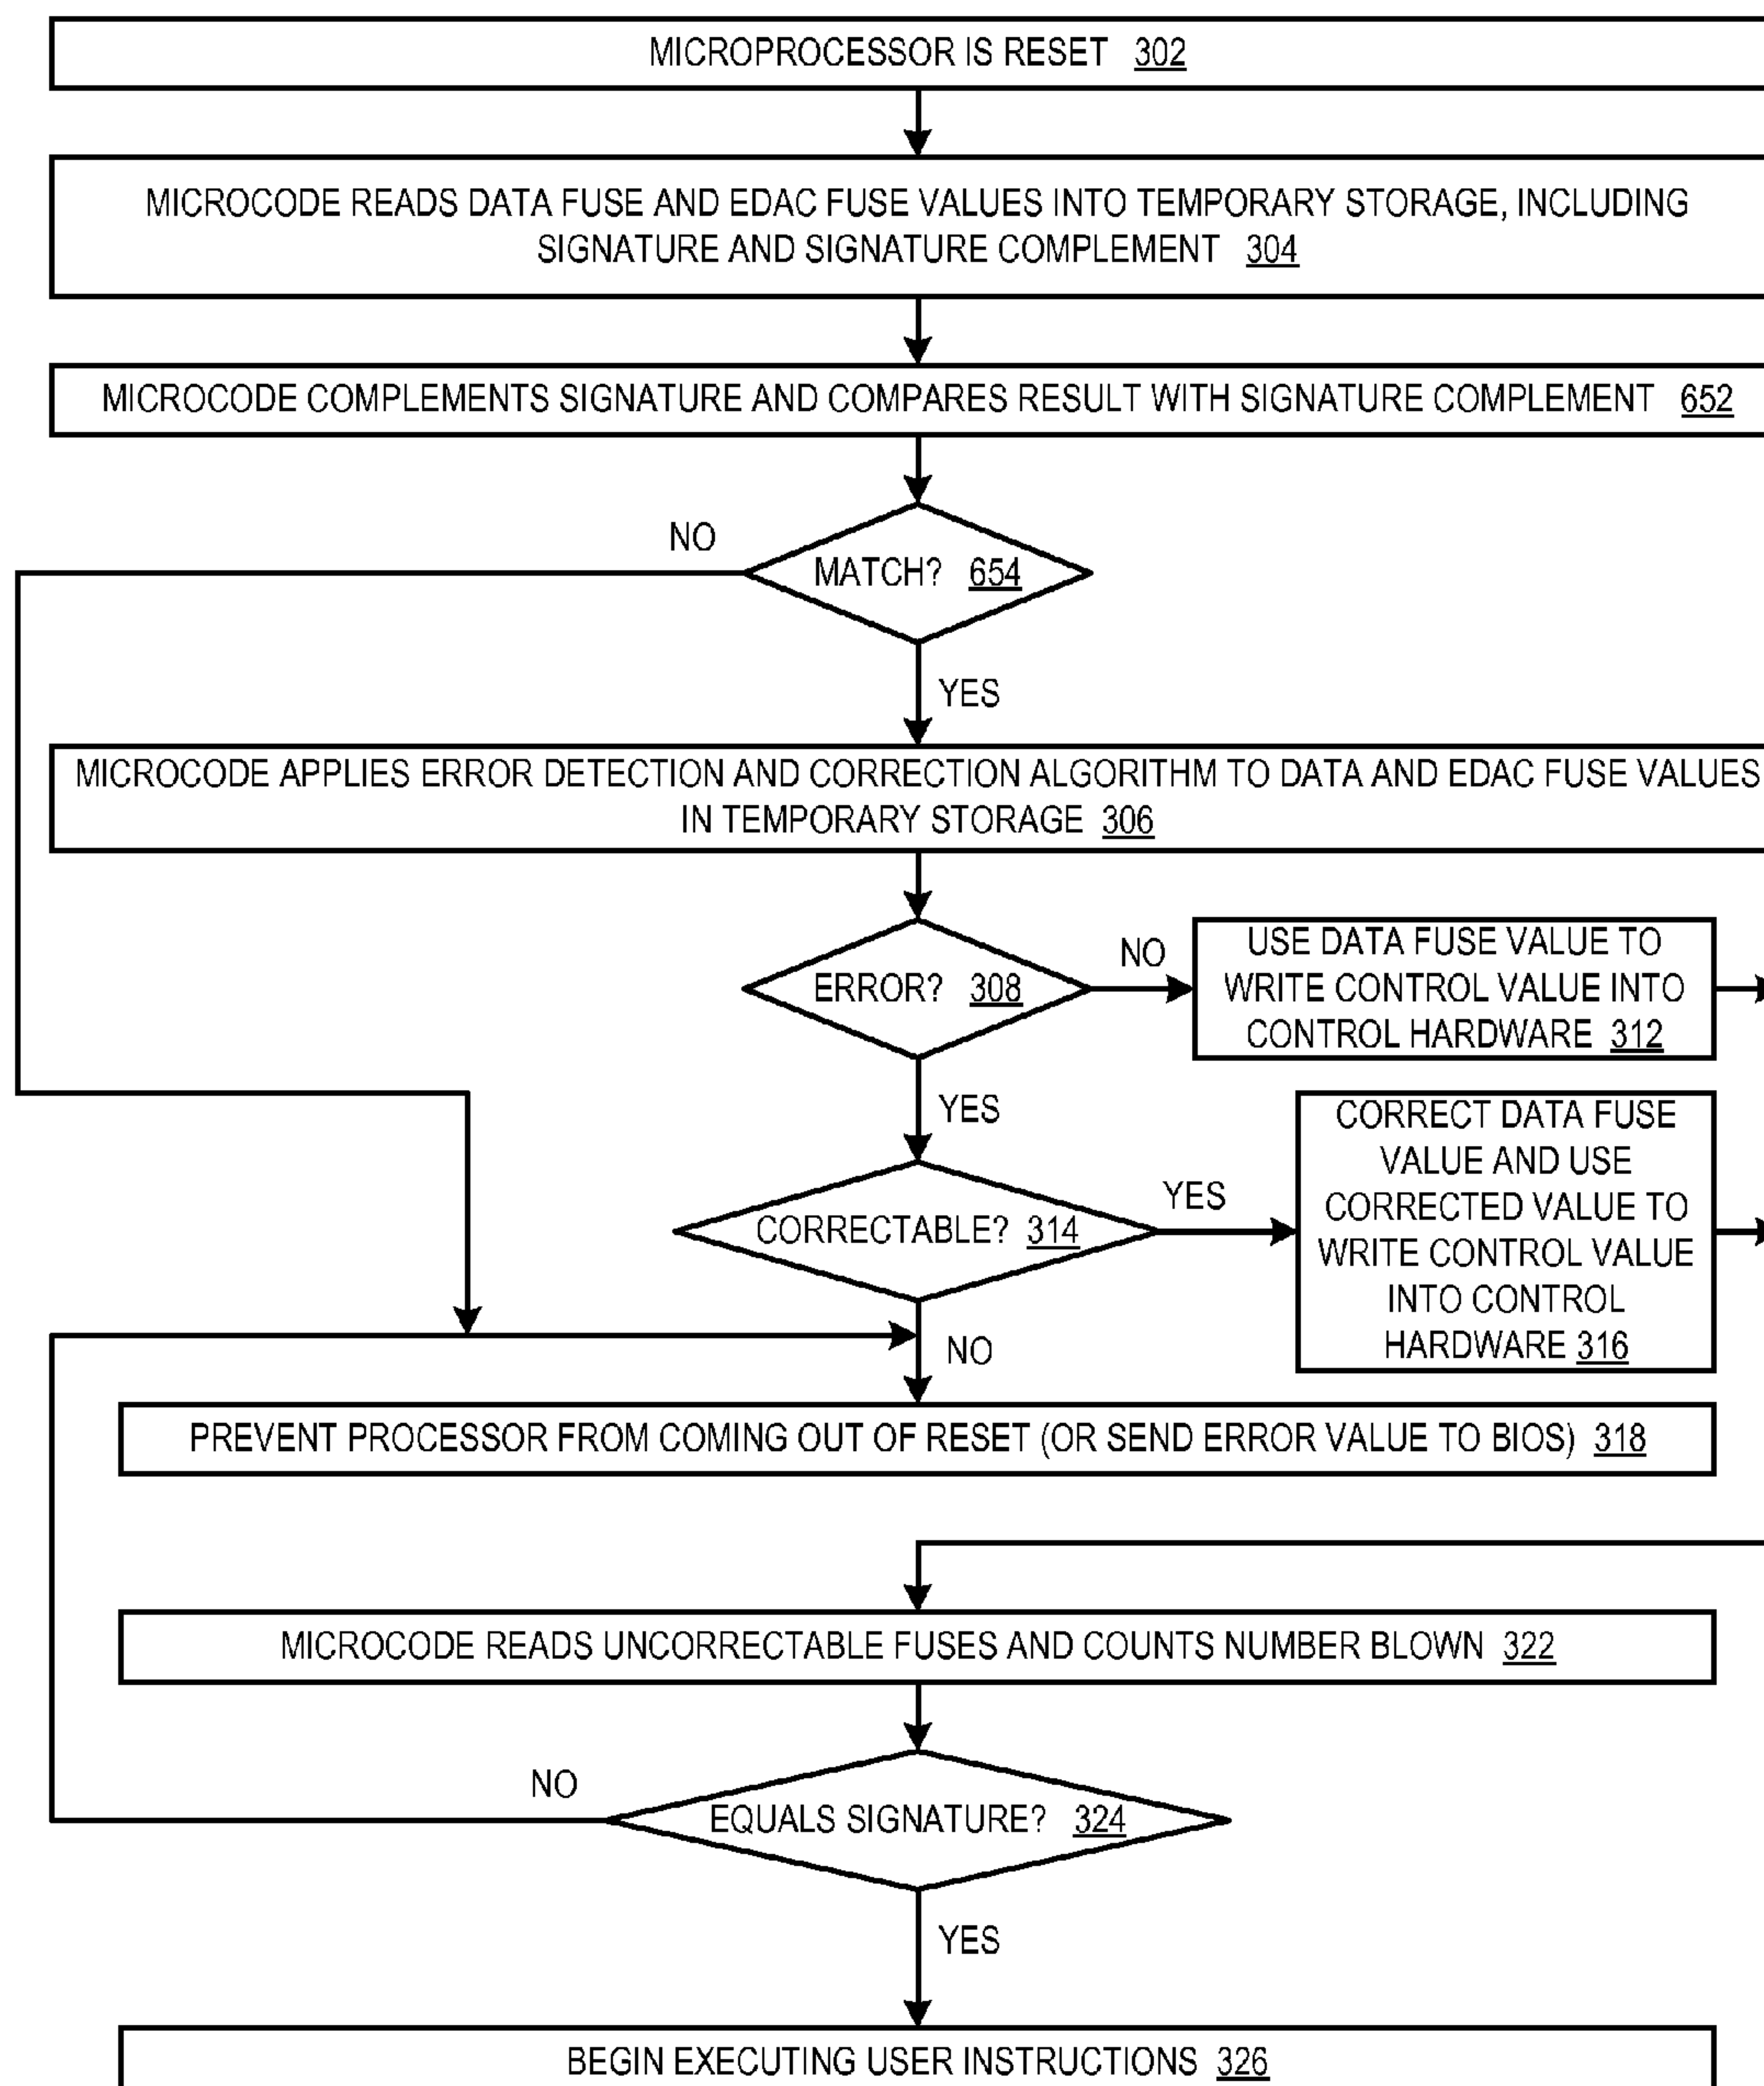 MICROPROCESSOR IS RESET 302
MICROCODE READS DATA FUSE AND EDAC FUSE VALUES INTO TEMPORARY STORAGE, INCLUDING
SIGNATURE AND SIGNATURE COMPLEMENT 304
MICROCODE COMPLEMENTS SIGNATURE AND COMPARES RESULT WITH SIGNATURE COMPLEMENT 652
NO
MATCH? 654
YES
MICROCODE APPLIES ERROR DETECTION AND CORRECTION ALGORITHM TO DATA AND EDAC FUSE VALUES
IN TEMPORARY STORAGE 306
ERROR? 308
NO
USE DATA FUSE VALUE TO
WRITE CONTROL VALUE INTO
CONTROL HARDWARE 312
YES
CORRECTABLE? 314
YES
CORRECT DATA FUSE
VALUE AND USE
CORRECTED VALUE TO
WRITE CONTROL VALUE
INTO CONTROL
HARDWARE 316
NO
PREVENT PROCESSOR FROM COMING OUT OF RESET (OR SEND ERROR VALUE TO BIOS) 318
MICROCODE READS UNCORRECTABLE FUSES AND COUNTS NUMBER BLOWN 322
NO
EQUALS SIGNATURE? 324
YES
BEGIN EXECUTING USER INSTRUCTIONS 326